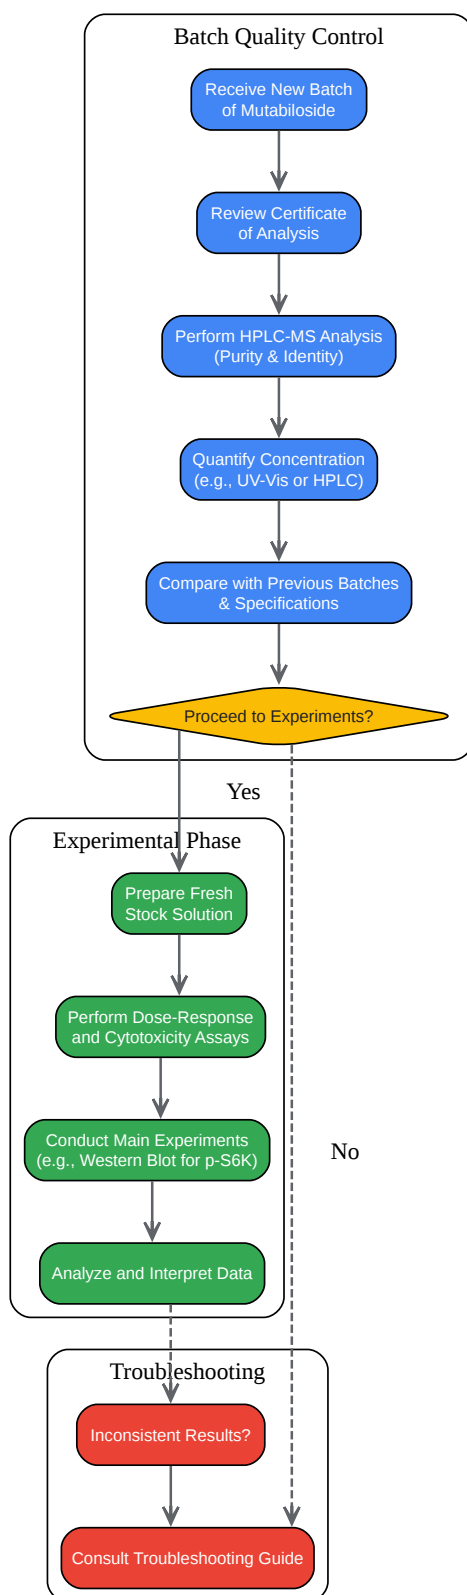 Batch Quality Control
Receive New Batch
of Mutabiloside
Review Certificate
of Analysis
Perform HPLC-MS Analysis
(Purity & Identity)
Quantify Concentration
(e.g., UV-Vis or HPLC)
Compare with Previous Batches
& Specifications
Proceed to Experiments?
Yes
Experimental Phase
Prepare Fresh
Stock Solution
Perform Dose-Response
and Cytotoxicity Assays
Conduct Main Experiments
(e.g., Western Blot for p-S6K)
No
Analyze and Interpret Data
Troubleshooting
Inconsistent Results?
Consult Troubleshooting Guide